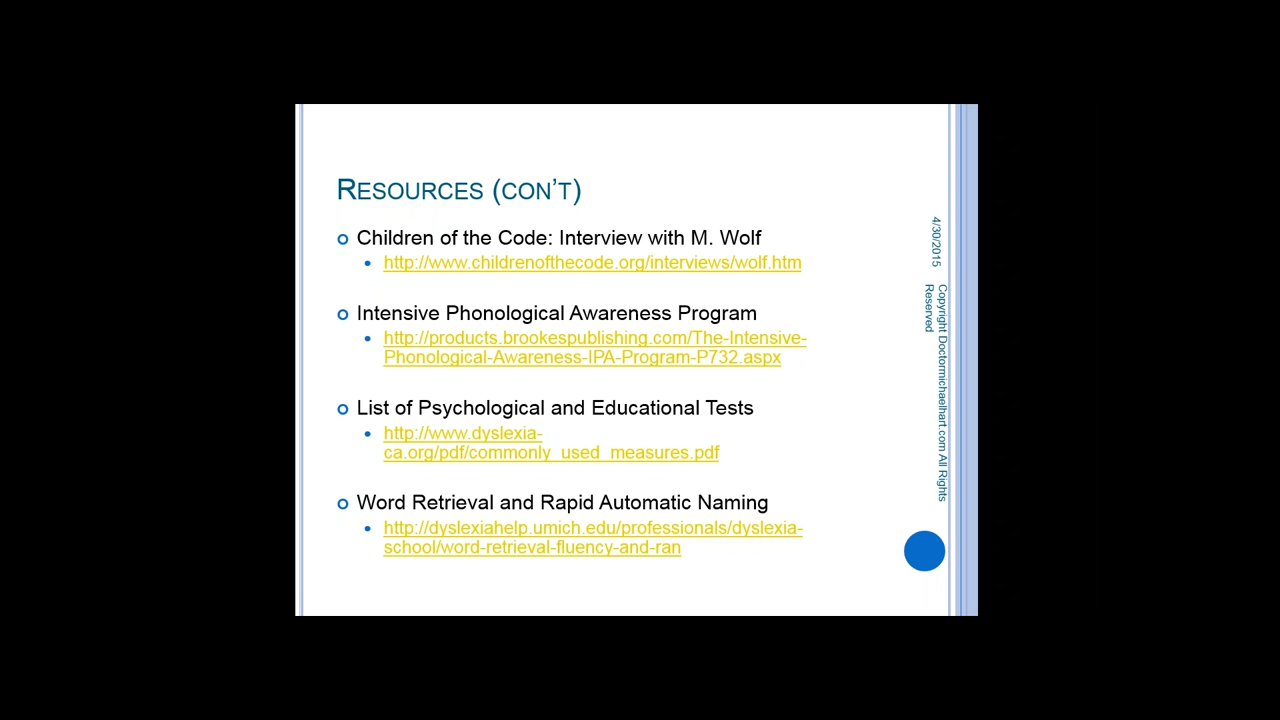 RESOURCES (CON'T)
Children of the Code: Interview with M. Wolf
http://www.childrenofthecode.org/interviews/wolf.htm
Intensive Phonological Awareness Program
http://products.brookespublishing.com/The-Intensive-
Phonological-Awareness-IPA-Program-P732.aspx
List of Psychological and Educational Tests
http://www.dyslexia-
ca.org/pdf/commonly_used_measures.pdf
Word Retrieval and Rapid Automatic Naming
http://dyslexiahelp.umich.edu/professionals/dyslexia-
school/word-retrieval-fluency-and-ran
4/30/2015
Copyright Doctormichaelhart.com All Rights
Reserved